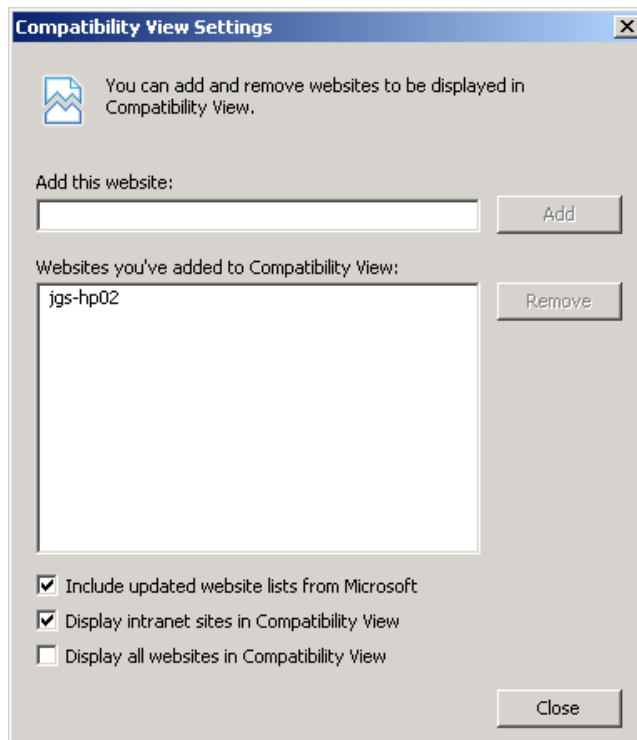 Compatibility View Settings
You can add and remove websites to be displayed in
Compatibility View.
Add this website:
Add
Websites you've added to Compatibility View:
jgs-hp02
Remove
Include updated website lists from Microsoft
Display intranet sites in Compatibility View
Display all websites in Compatibility View
Close